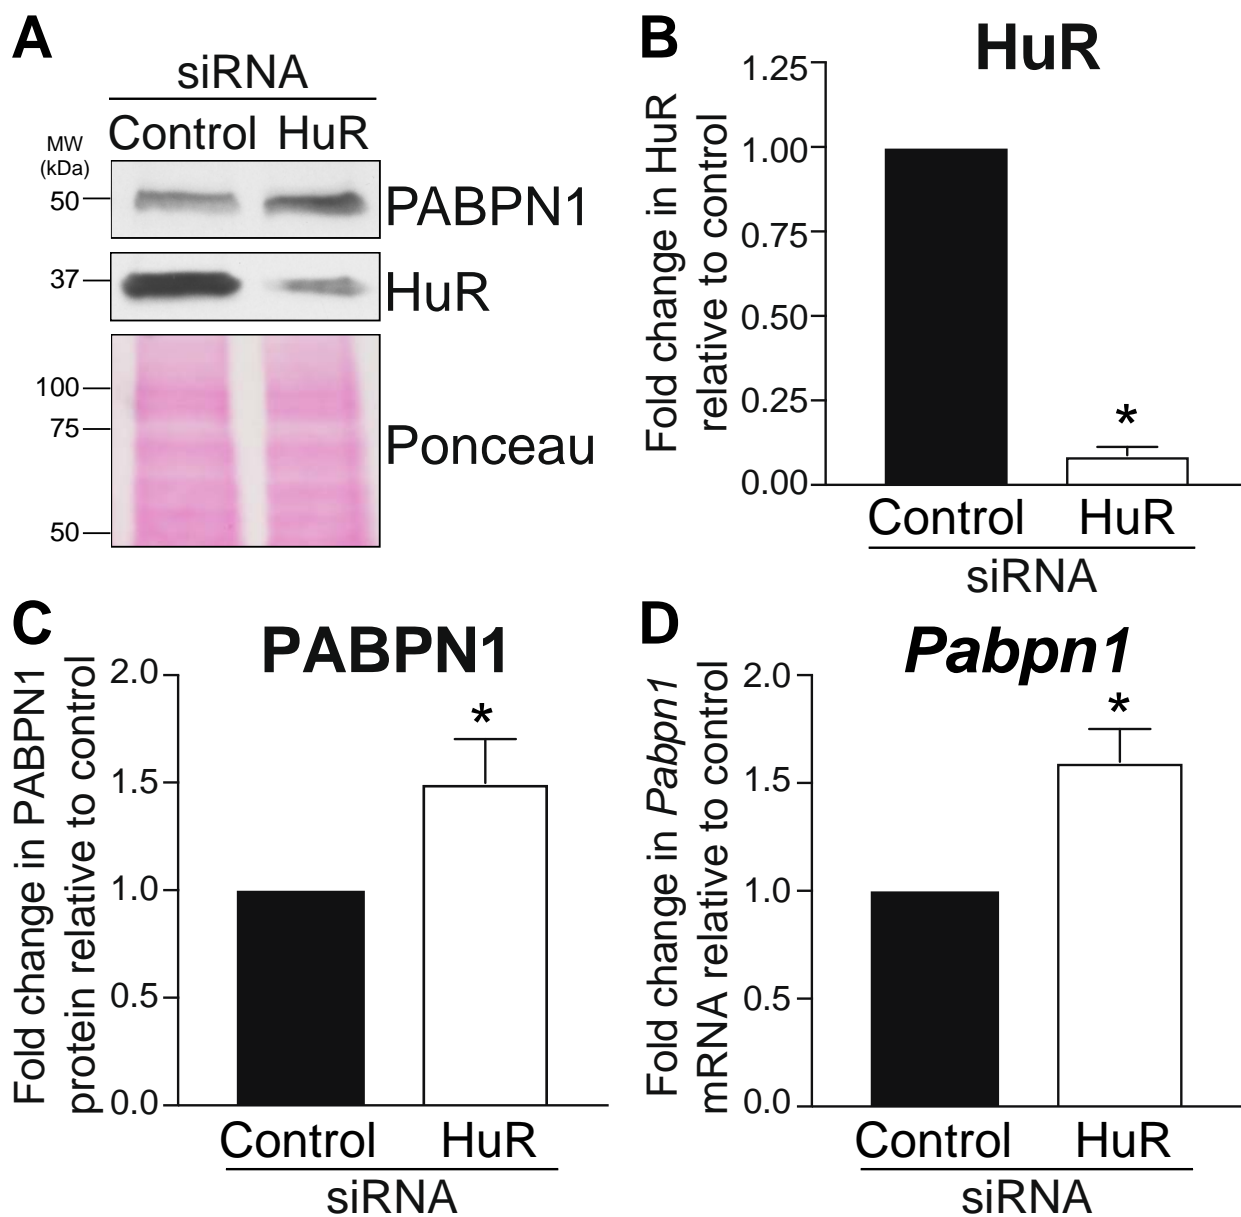 A
siRNA
Control HuR
MW
(kDa)
50
PABPN1
37
HuR
100
75
50
Ponceau
B
HuR
Fold change in HuR
relative to control
1.25
1.00
0.75
0.50
0.25
0.00
*
Control HuR
siRNA
C
PABPN1
Fold change in PABPN1
protein relative to control
2.0
1.5
1.0
0.5
0.0
*
Control HuR
siRNA
D
Pabpn1
Fold change in Pabpn1
mRNA relative to control
2.0
1.5
1.0
0.5
0.0
*
Control HuR
siRNA